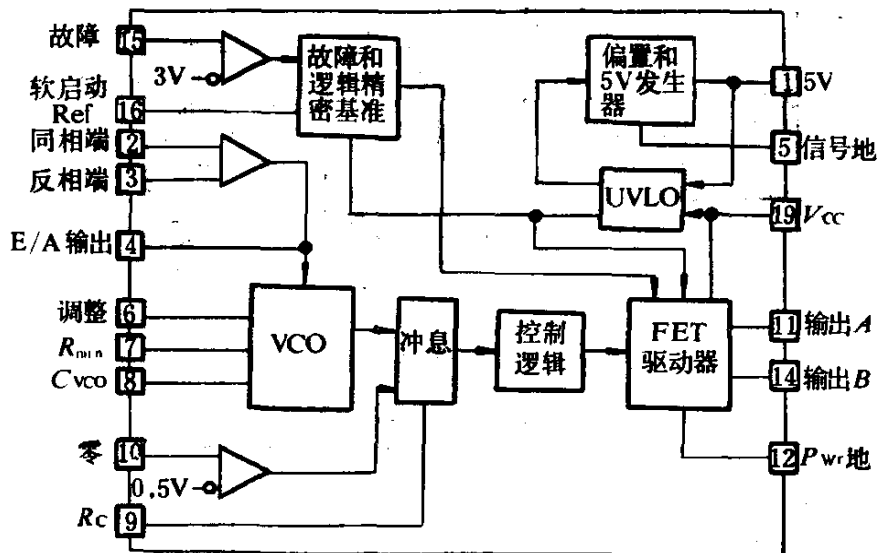 故障 15
3V
软启动
Ref 16
同相端 2
反相端 3
E/A 输出 4
调整 6
Rmin 7
CVCO 8
零 10
0.5V
RC 9
故障和
逻辑精
密基准
VCO
冲息
控制
逻辑
偏置和
5V发生
器
UVLO
FET
驱动器
1 5V
5 信号地
19 VCC
11 输出A
14 输出B
12 PWr地